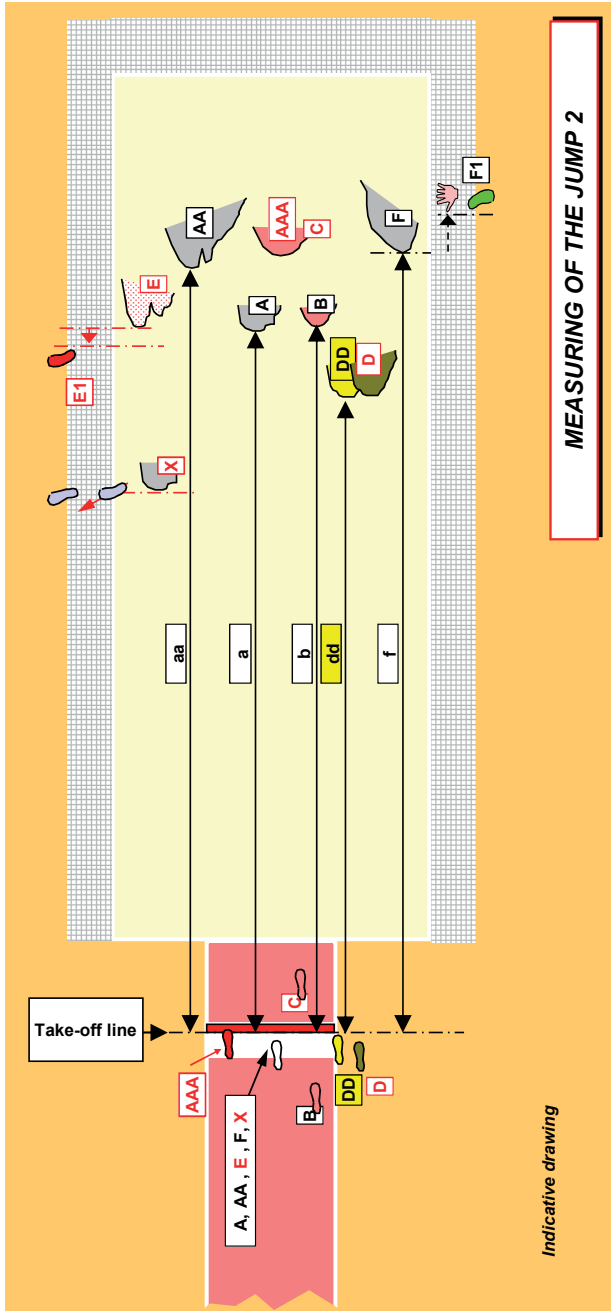 MEASURING OF THE JUMP 2
E1
E
X
AA
AAA
C
A
B
DD
D
F
F1
aa
a
b
dd
f
Take-off line
C
AAA
A, AA , E , F, X
B
DD
D
Indicative drawing